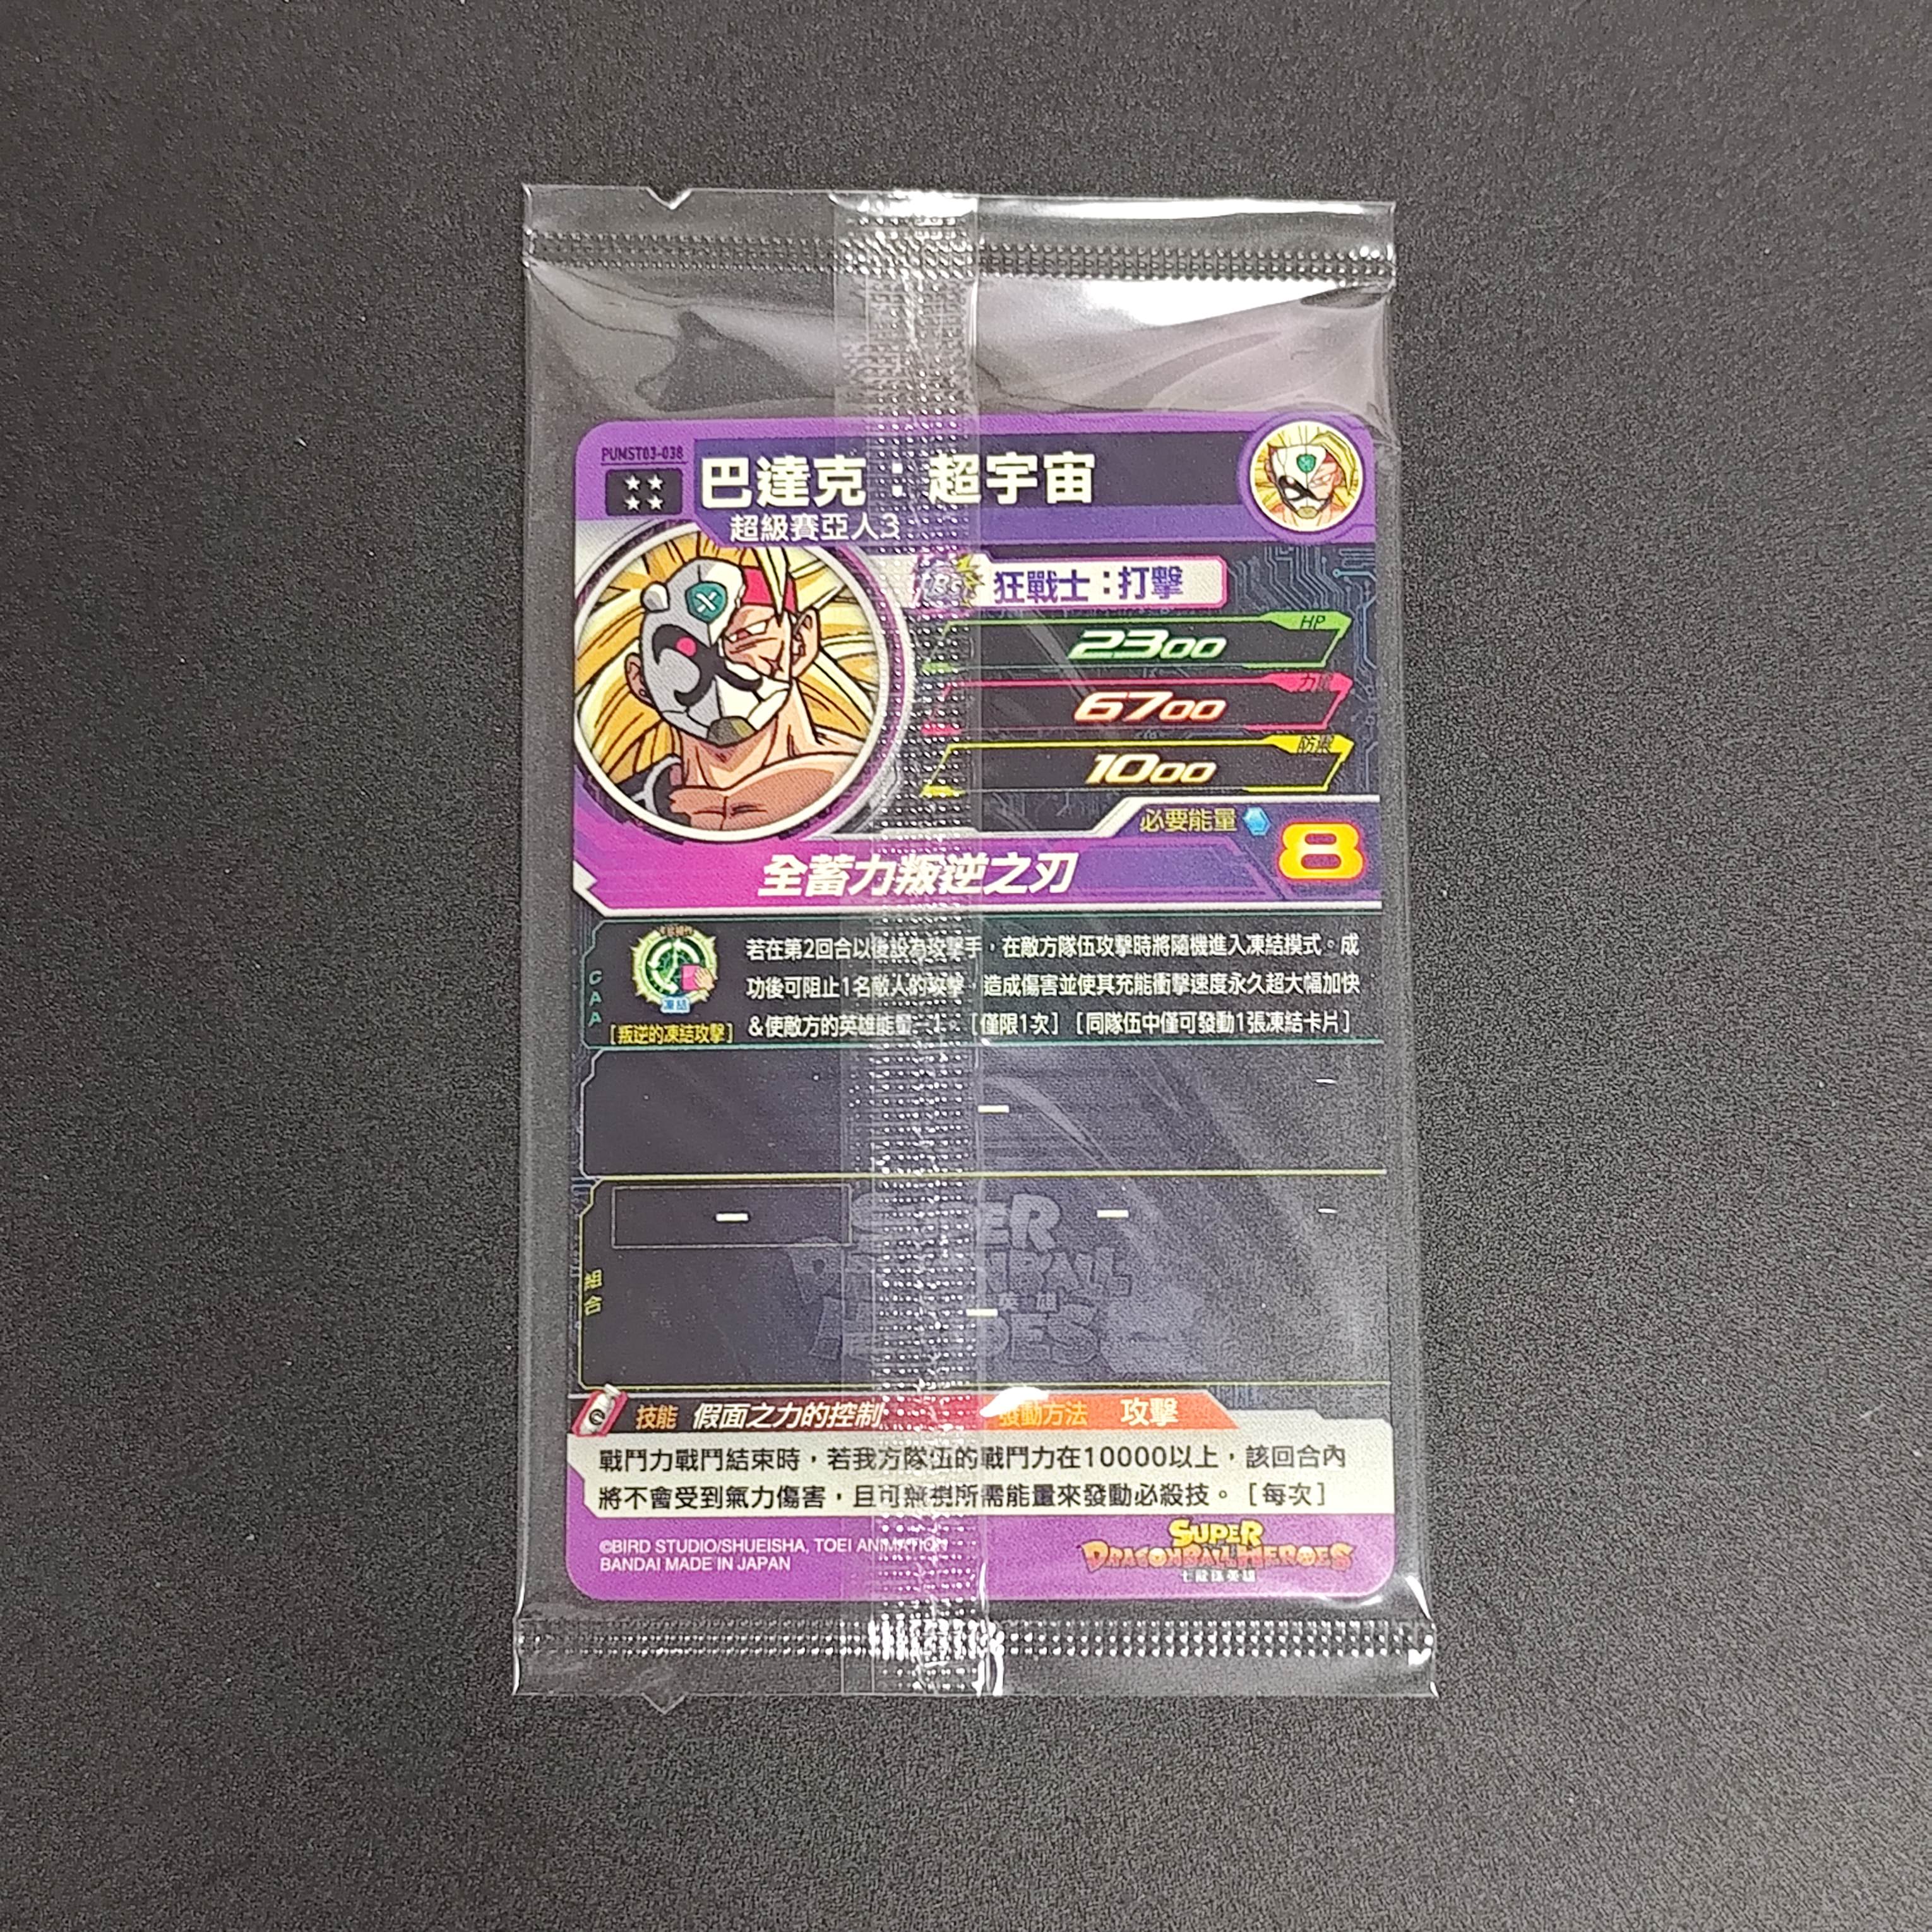 PUMST03-038
巴達克：超宇宙
超級賽亞人3
狂戰士：打擊
HP
2300
力
6700
1000
必要能量
8
全蓄力叛逆之刃
CAA
凍結
[叛逆的凍結攻擊]
若在第2回合以後設為攻擊手，在敵方隊伍攻擊時將隨機進入凍結模式。成
功後可阻止1名敵人的攻擊，造成傷害並使其充能衝擊速度永久超大幅加快
&使敵方的英雄能量－1。[僅限1次][同隊伍中僅可發動1張凍結卡片]
－
－
－
－
－
組合
－
SUPER
DRAGONBALL
英雄
HEROES
技能 假面之力的控制 發動方法 攻擊
戰鬥力戰鬥結束時，若我方隊伍的戰鬥力在10000以上，該回合內
將不會受到氣力傷害，且可無視所需能量來發動必殺技。[每次]
©BIRD STUDIO/SHUEISHA, TOEI ANIMATION
BANDAI MADE IN JAPAN
SUPER
DRAGONBALL HEROES
七龍珠英雄